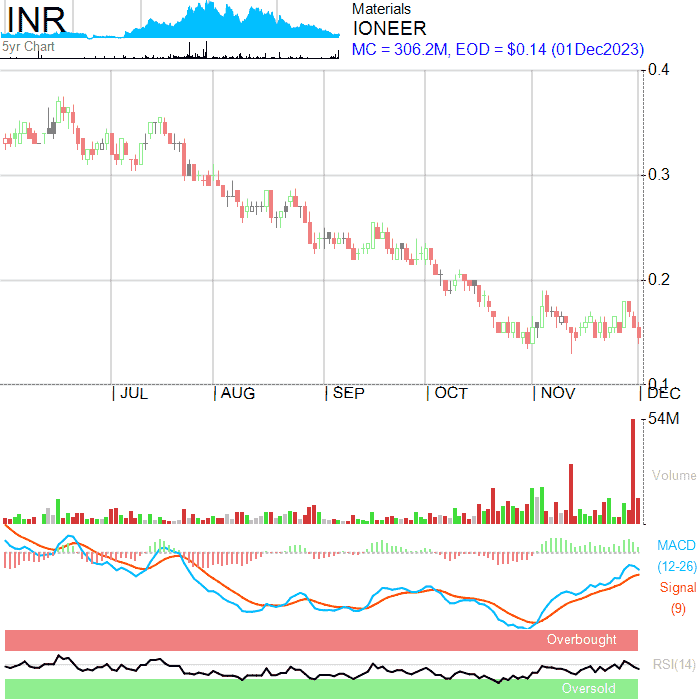 INR
5yr Chart
Materials
IONEER
MC = 306.2M, EOD = $0.14 (01Dec2023)
0.4
0.3
0.2
0.1
JUL
AUG
SEP
OCT
NOV
DEC
54M
Volume
MACD
(12-26)
Signal
(9)
Overbought
RSI(14)
Oversold